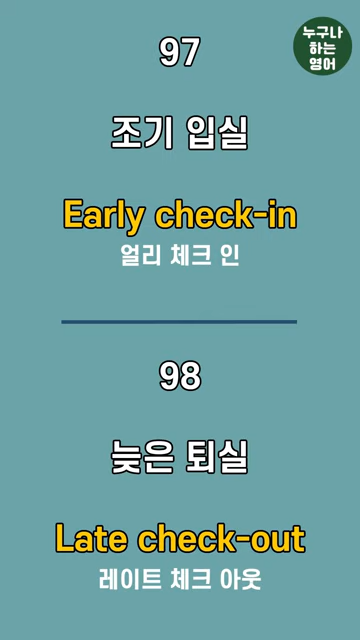 누구나
하는
영어
97
조기 입실
Early check-in
얼리 체크 인
98
늦은 퇴실
Late check-out
레이트 체크 아웃